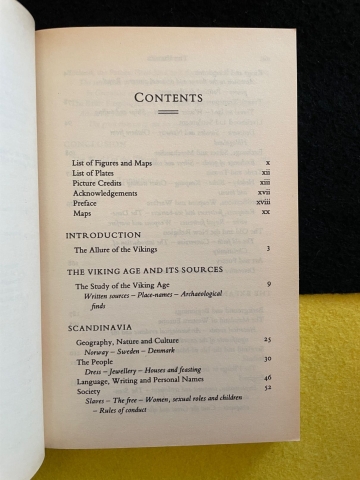 CONTENTS
List of Figures and Maps x
List of Plates xii
Picture Credits xiii
Acknowledgements xvii
Preface xviii
Maps xx
INTRODUCTION
The Allure of the Vikings 3
THE VIKING AGE AND ITS SOURCES
The Study of the Viking Age 9
Written sources – Place-names – Archaeological
finds
SCANDINAVIA
Geography, Nature and Culture 25
Norway – Sweden – Denmark
The People 30
Dress – Jewellery – Houses and feasting
Language, Writing and Personal Names 46
Society 52
Slaves – The free – Women, sexual roles and children
– Rules of conduct